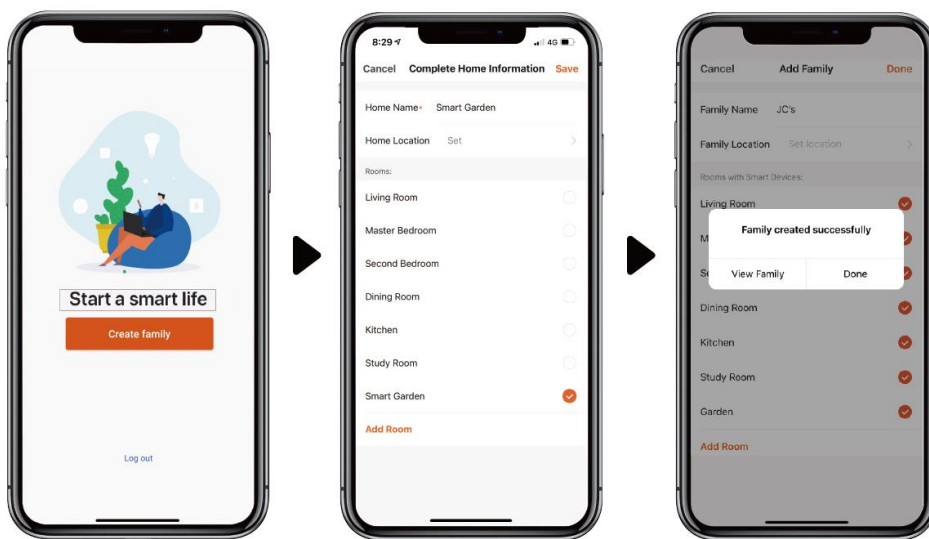 Start a smart life
Create family
Log out
8:29
4G
Cancel Complete Home Information Save
Home Name* Smart Garden
Home Location Set
Rooms:
Living Room
Master Bedroom
Second Bedroom
Dining Room
Kitchen
Study Room
Smart Garden
Add Room
Cancel Add Family Done
Family Name JC's
Family Location Set location
Rooms with Smart Devices:
Living Room
M
Family created successfully
View Family Done
Dining Room
Kitchen
Study Room
Garden
Add Room